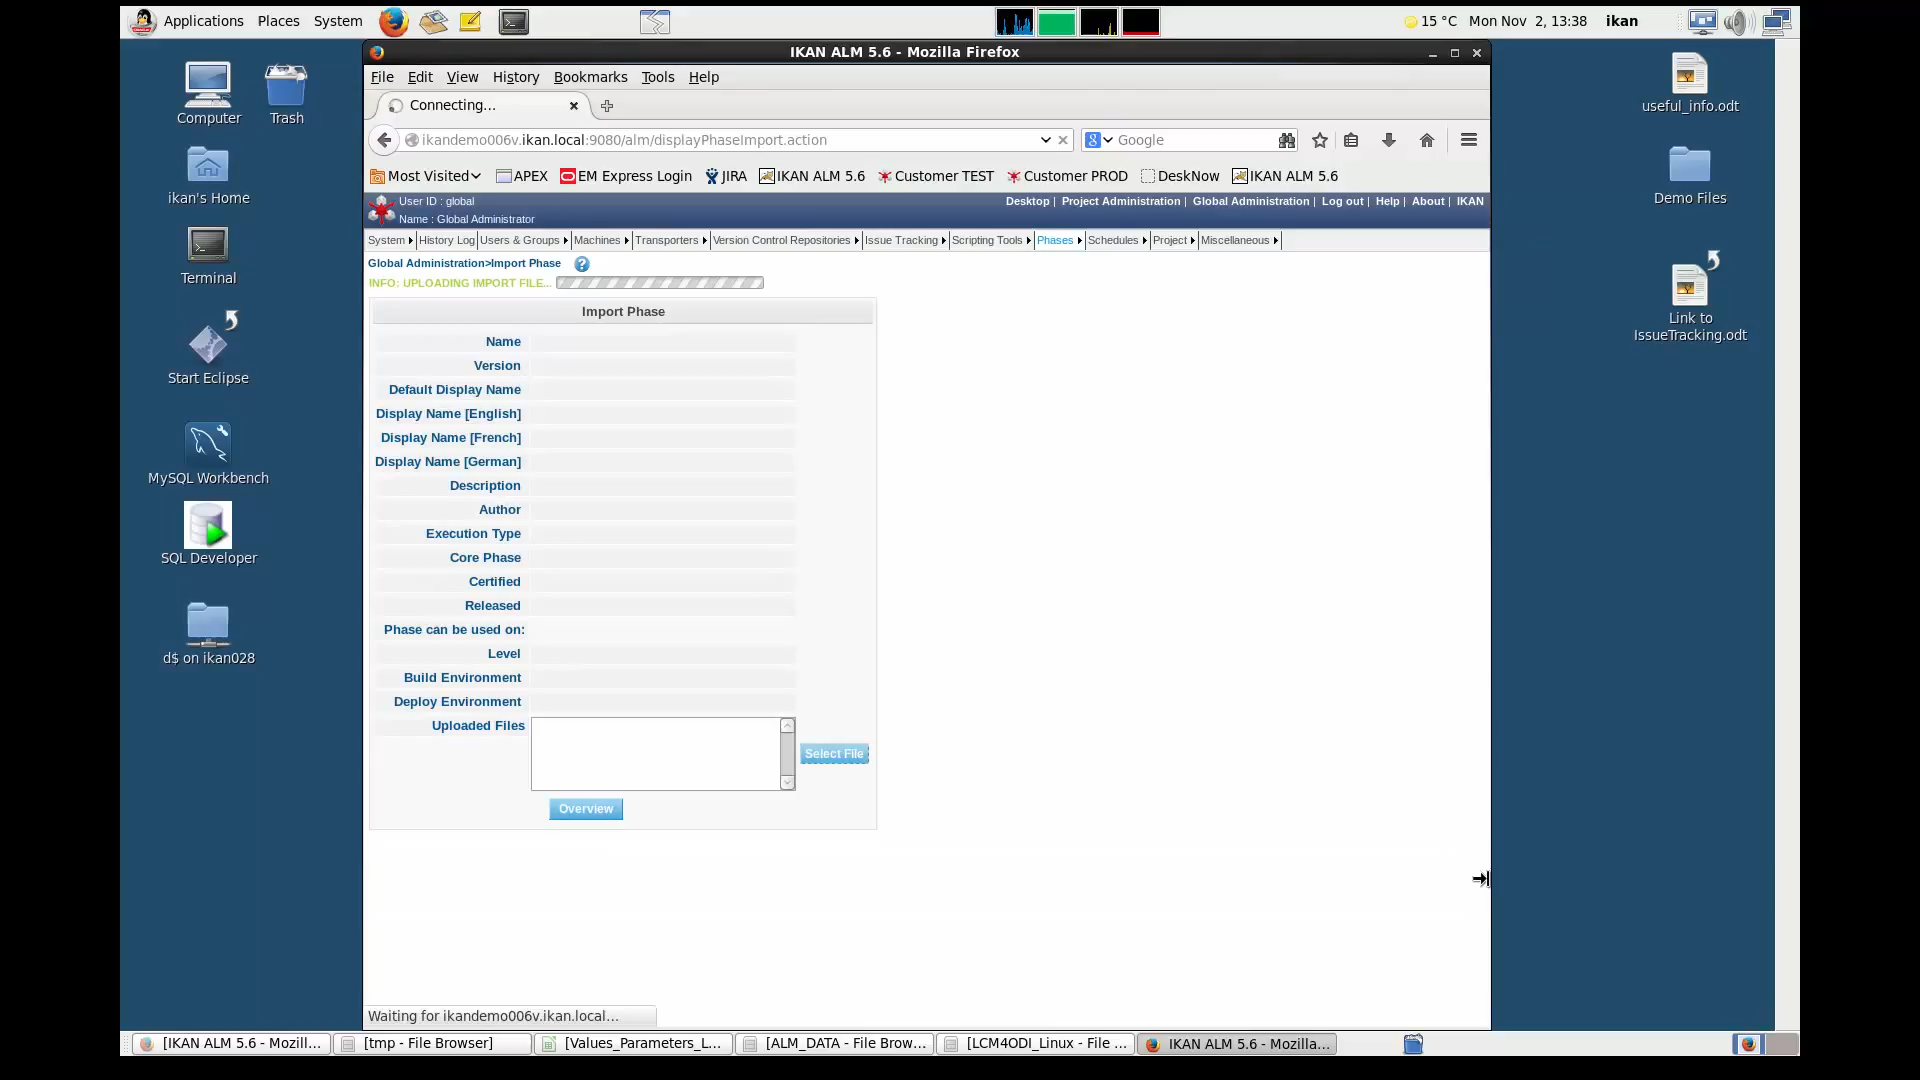 Applications Places System 15 °C Mon Nov 2, 13:38 ikan
IKAN ALM 5.6 - Mozilla Firefox
File Edit View History Bookmarks Tools Help
Connecting...
ikandemo006v.ikan.local:9080/alm/displayPhaseImport.action Google
Most Visited APEX EM Express Login JIRA IKAN ALM 5.6 Customer TEST Customer PROD DeskNow IKAN ALM 5.6
User ID : global
Name : Global Administrator
Desktop | Project Administration | Global Administration | Log out | Help | About | IKAN
System History Log Users & Groups Machines Transporters Version Control Repositories Issue Tracking Scripting Tools Phases Schedules Project Miscellaneous
Global Administration>Import Phase
INFO: UPLOADING IMPORT FILE...
Import Phase
Name
Version
Default Display Name
Display Name [English]
Display Name [French]
Display Name [German]
Description
Author
Execution Type
Core Phase
Certified
Released
Phase can be used on:
Level
Build Environment
Deploy Environment
Uploaded Files
Select File
Overview
Waiting for ikandemo006v.ikan.local...
Computer
Trash
ikan's Home
Terminal
Start Eclipse
MySQL Workbench
SQL Developer
d$ on ikan028
useful_info.odt
Demo Files
Link to
IssueTracking.odt
[IKAN ALM 5.6 - Mozill... [tmp - File Browser] [Values_Parameters_L... [ALM_DATA - File Brow... [LCM4ODI_Linux - File ... IKAN ALM 5.6 - Mozilla...